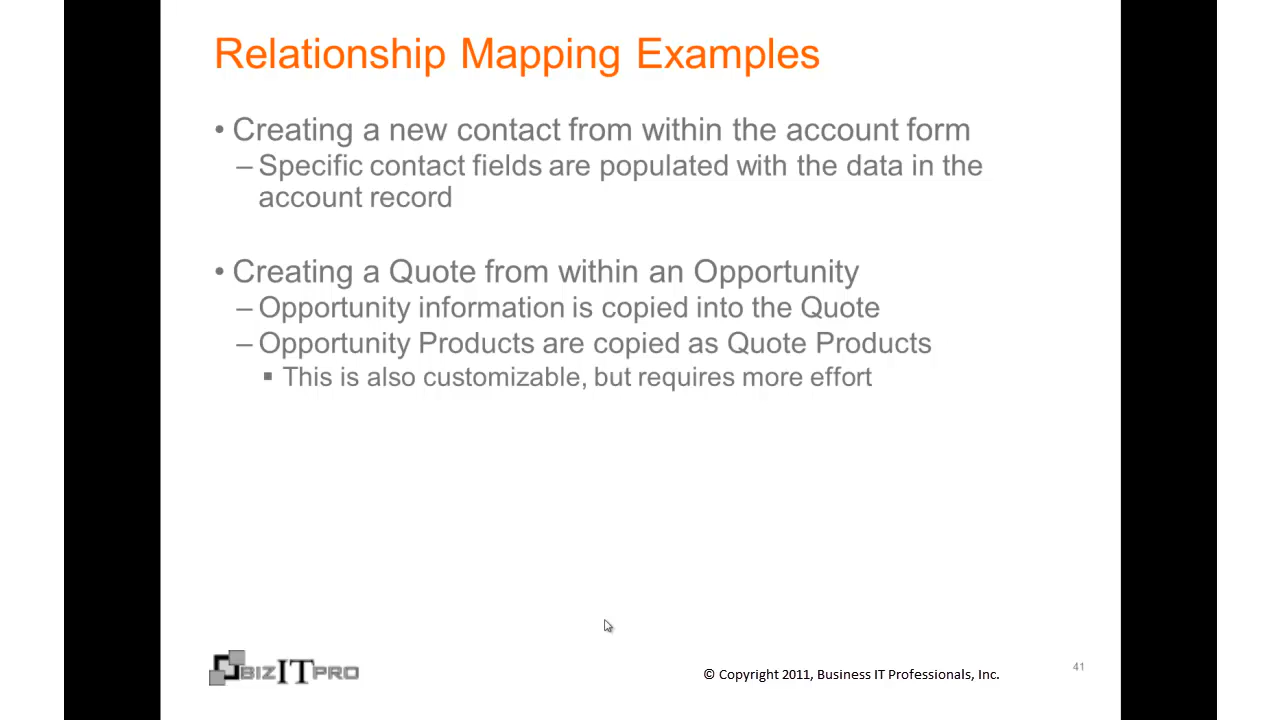 Relationship Mapping Examples
• Creating a new contact from within the account form
– Specific contact fields are populated with the data in the
account record
• Creating a Quote from within an Opportunity
– Opportunity information is copied into the Quote
– Opportunity Products are copied as Quote Products
▪ This is also customizable, but requires more effort
BIZITPRO
© Copyright 2011, Business IT Professionals, Inc.
41